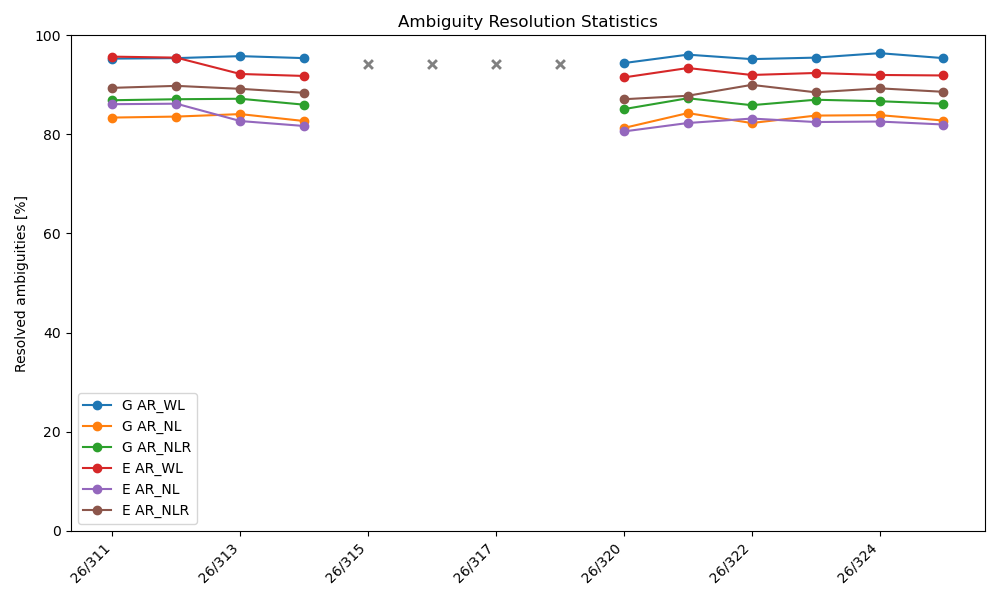 Ambiguity Resolution Statistics
100
80
60
40
20
0
Resolved ambiguities [%]
G AR_WL
G AR_NL
G AR_NLR
E AR_WL
E AR_NL
E AR_NLR
26/311
26/313
26/315
26/317
26/320
26/322
26/324